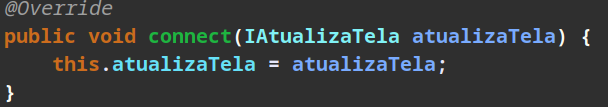 @Override
public void connect(IAtualizaTela atualizaTela) {
    this.atualizaTela = atualizaTela;
}